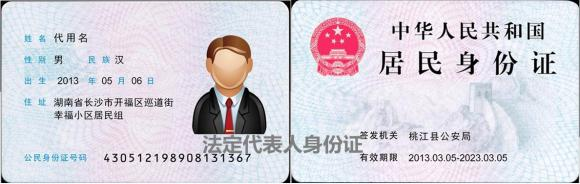 姓名 代用名
性别 男 民族 汉
出生 2013 年 05 月 06 日
住址 湖南省长沙市开福区巡道街
幸福小区居民组
公民身份证号码 430512198908131367
中华人民共和国
居民身份证
签发机关 桃江县公安局
有效期限 2013.03.05-2023.03.05
法定代表人身份证